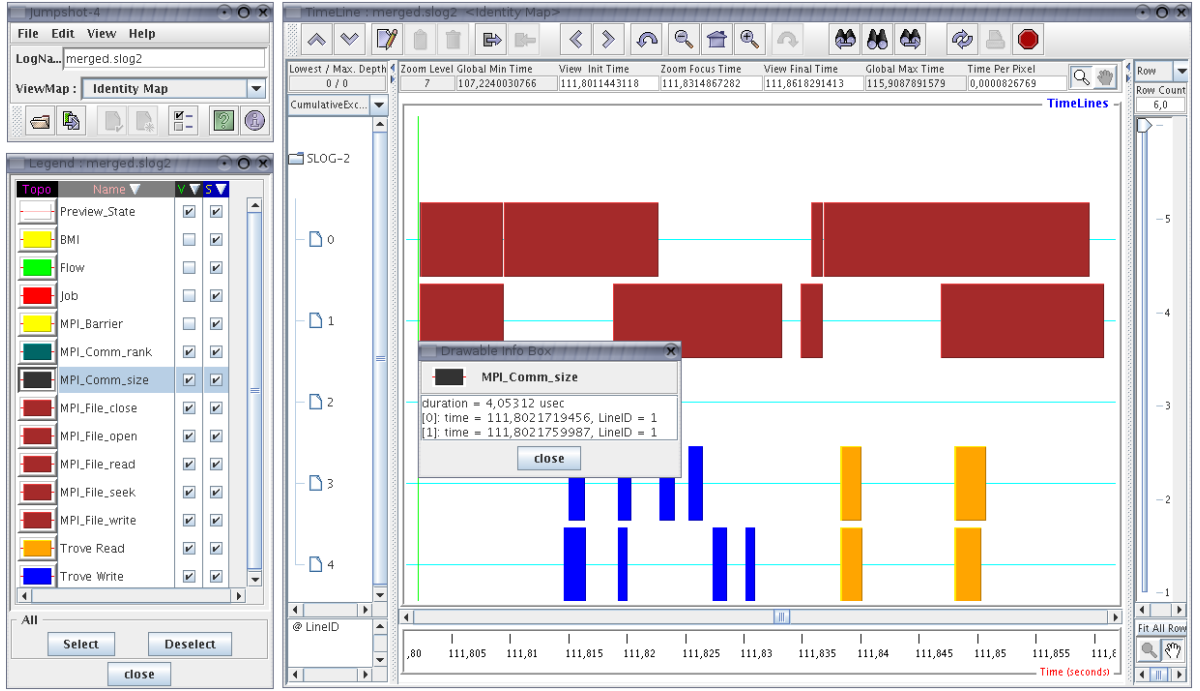 Jumpshot-4
File Edit View Help
LogNa... merged.slog2
ViewMap : Identity Map
Legend : merged.slog2
Topo Name V S
Preview_State
BMI
Flow
Job
MPI_Barrier
MPI_Comm_rank
MPI_Comm_size
MPI_File_close
MPI_File_open
MPI_File_read
MPI_File_seek
MPI_File_write
Trove Read
Trove Write
All
Select Deselect
close
TimeLine : merged.slog2 <Identity Map>
Lowest / Max. Depth Zoom Level Global Min Time View Init Time Zoom Focus Time View Final Time Global Max Time Time Per Pixel
0 / 0 7 107,2240030766 111,8011443118 111,8314867282 111,8618291413 115,9087891579 0,0000826769
Row
Row Count
6,0
CumulativeExc...
TimeLines
SLOG-2
0
1
2
3
4
5
4
3
2
1
Drawable Info Box
MPI_Comm_size
duration = 4,05312 usec
[0]: time = 111,8021719456, LineID = 1
[1]: time = 111,8021759987, LineID = 1
close
@ LineID
,80 111,805 111,81 111,815 111,82 111,825 111,83 111,835 111,84 111,845 111,85 111,855 111,8
Time (seconds)
Fit All Row